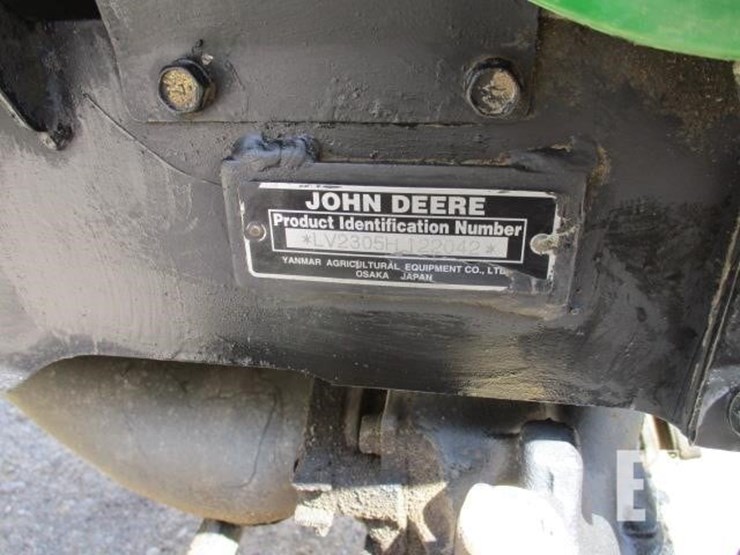 JOHN DEERE
Product Identification Number
*LV2305H122042*
YANMAR AGRICULTURAL EQUIPMENT CO., LTD
OSAKA JAPAN